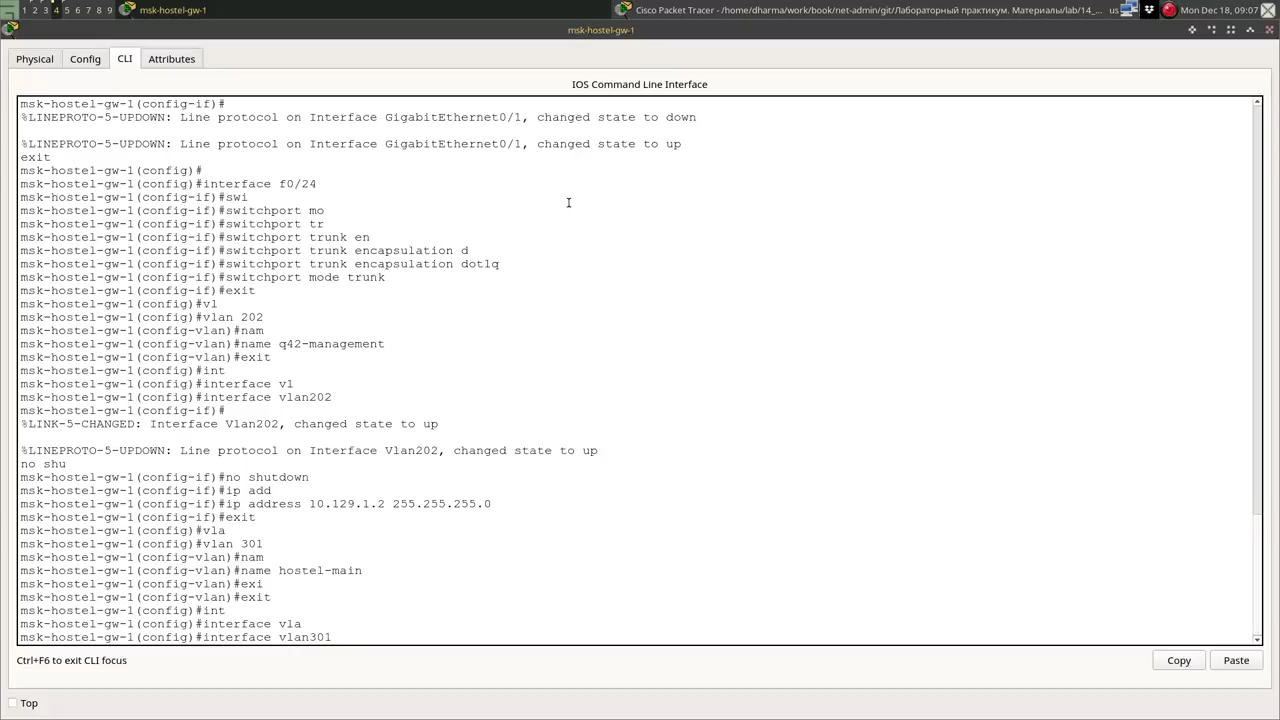 1 2 3 4 5 6 7 8 9 msk-hostel-gw-1 Cisco Packet Tracer - /home/dharma/work/book/net-admin/git/Лабораторный практикум. Материалы/lab/14_... us Mon Dec 18, 09:07
msk-hostel-gw-1
Physical Config CLI Attributes
IOS Command Line Interface
msk-hostel-gw-1(config-if)#
%LINEPROTO-5-UPDOWN: Line protocol on Interface GigabitEthernet0/1, changed state to down
%LINEPROTO-5-UPDOWN: Line protocol on Interface GigabitEthernet0/1, changed state to up
exit
msk-hostel-gw-1(config)#
msk-hostel-gw-1(config)#interface f0/24
msk-hostel-gw-1(config-if)#swi
msk-hostel-gw-1(config-if)#switchport mo
msk-hostel-gw-1(config-if)#switchport tr
msk-hostel-gw-1(config-if)#switchport trunk en
msk-hostel-gw-1(config-if)#switchport trunk encapsulation d
msk-hostel-gw-1(config-if)#switchport trunk encapsulation dot1q
msk-hostel-gw-1(config-if)#switchport mode trunk
msk-hostel-gw-1(config-if)#exit
msk-hostel-gw-1(config)#vl
msk-hostel-gw-1(config)#vlan 202
msk-hostel-gw-1(config-vlan)#nam
msk-hostel-gw-1(config-vlan)#name q42-management
msk-hostel-gw-1(config-vlan)#exit
msk-hostel-gw-1(config)#int
msk-hostel-gw-1(config)#interface vl
msk-hostel-gw-1(config)#interface vlan202
msk-hostel-gw-1(config-if)#
%LINK-5-CHANGED: Interface Vlan202, changed state to up
%LINEPROTO-5-UPDOWN: Line protocol on Interface Vlan202, changed state to up
no shu
msk-hostel-gw-1(config-if)#no shutdown
msk-hostel-gw-1(config-if)#ip add
msk-hostel-gw-1(config-if)#ip address 10.129.1.2 255.255.255.0
msk-hostel-gw-1(config-if)#exit
msk-hostel-gw-1(config)#vla
msk-hostel-gw-1(config)#vlan 301
msk-hostel-gw-1(config-vlan)#nam
msk-hostel-gw-1(config-vlan)#name hostel-main
msk-hostel-gw-1(config-vlan)#exi
msk-hostel-gw-1(config-vlan)#exit
msk-hostel-gw-1(config)#int
msk-hostel-gw-1(config)#interface vla
msk-hostel-gw-1(config)#interface vlan301
Ctrl+F6 to exit CLI focus Copy Paste
Top